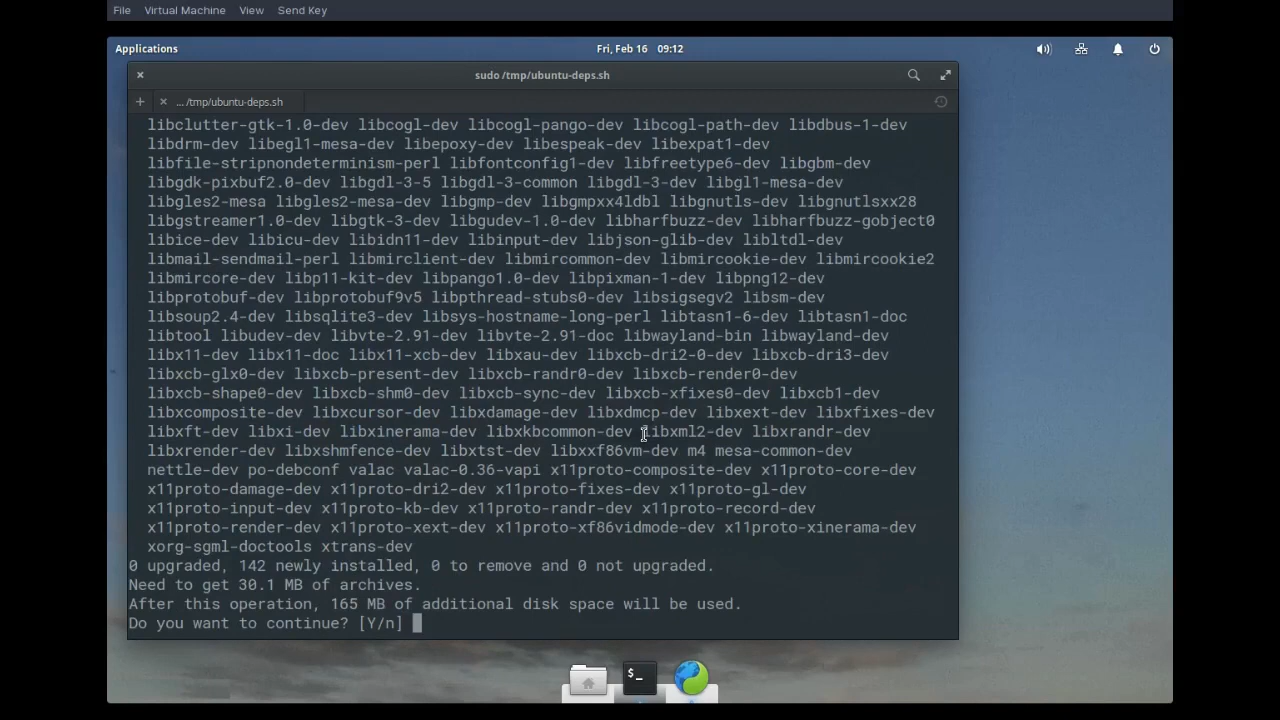 File Virtual Machine View Send Key
Applications Fri, Feb 16 09:12
sudo /tmp/ubuntu-deps.sh
... /tmp/ubuntu-deps.sh
libclutter-gtk-1.0-dev libcogl-dev libcogl-pango-dev libcogl-path-dev libdbus-1-dev
libdrm-dev libegl1-mesa-dev libepoxy-dev libespeak-dev libexpat1-dev
libfile-stripnondeterminism-perl libfontconfig1-dev libfreetype6-dev libgbm-dev
libgdk-pixbuf2.0-dev libgdl-3-5 libgdl-3-common libgdl-3-dev libgl1-mesa-dev
libgles2-mesa libgles2-mesa-dev libgmp-dev libgmpxx4ldbl libgnutls-dev libgnutlsxx28
libgstreamer1.0-dev libgtk-3-dev libgudev-1.0-dev libharfbuzz-dev libharfbuzz-gobject0
libice-dev libicu-dev libidn11-dev libinput-dev libjson-glib-dev libltdl-dev
libmail-sendmail-perl libmirclient-dev libmircommon-dev libmircookie-dev libmircookie2
libmircore-dev libp11-kit-dev libpango1.0-dev libpixman-1-dev libpng12-dev
libprotobuf-dev libprotobuf9v5 libpthread-stubs0-dev libsigsegv2 libsm-dev
libsoup2.4-dev libsqlite3-dev libsys-hostname-long-perl libtasn1-6-dev libtasn1-doc
libtool libudev-dev libvte-2.91-dev libvte-2.91-doc libwayland-bin libwayland-dev
libx11-dev libx11-doc libx11-xcb-dev libxau-dev libxcb-dri2-0-dev libxcb-dri3-dev
libxcb-glx0-dev libxcb-present-dev libxcb-randr0-dev libxcb-render0-dev
libxcb-shape0-dev libxcb-shm0-dev libxcb-sync-dev libxcb-xfixes0-dev libxcb1-dev
libxcomposite-dev libxcursor-dev libxdamage-dev libxdmcp-dev libxext-dev libxfixes-dev
libxft-dev libxi-dev libxinerama-dev libxkbcommon-dev libxml2-dev libxrandr-dev
libxrender-dev libxshmfence-dev libxtst-dev libxxf86vm-dev m4 mesa-common-dev
nettle-dev po-debconf valac valac-0.36-vapi x11proto-composite-dev x11proto-core-dev
x11proto-damage-dev x11proto-dri2-dev x11proto-fixes-dev x11proto-gl-dev
x11proto-input-dev x11proto-kb-dev x11proto-randr-dev x11proto-record-dev
x11proto-render-dev x11proto-xext-dev x11proto-xf86vidmode-dev x11proto-xinerama-dev
xorg-sgml-doctools xtrans-dev
0 upgraded, 142 newly installed, 0 to remove and 0 not upgraded.
Need to get 30.1 MB of archives.
After this operation, 165 MB of additional disk space will be used.
Do you want to continue? [Y/n]
$_